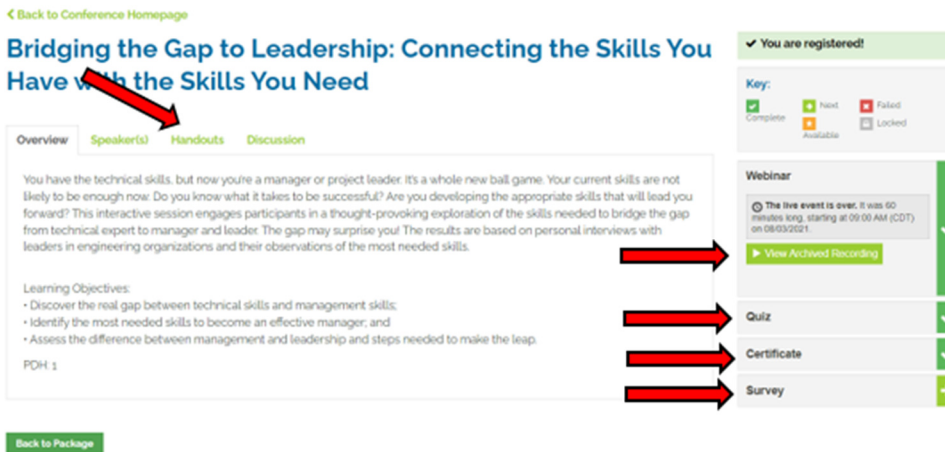 Back to Conference Homepage
Bridging the Gap to Leadership: Connecting the Skills You
Have with the Skills You Need
Overview Speaker(s) Handouts Discussion
You have the technical skills, but now you're a manager or project leader. It's a whole new ball game. Your current skills are not
likely to be enough now. Do you know what it takes to be successful? Are you developing the appropriate skills that will lead you
forward? This interactive session engages participants in a thought-provoking exploration of the skills needed to bridge the gap
from technical expert to manager and leader. The gap may surprise you! The results are based on personal interviews with
leaders in engineering organizations and their observations of the most needed skills.
Learning Objectives:
• Discover the real gap between technical skills and management skills;
• Identify the most needed skills to become an effective manager; and
• Assess the difference between management and leadership and steps needed to make the leap.
PDH: 1
Back to Package
You are registered!
Key:
Complete
Next
Available
Failed
Locked
Webinar
The live event is over. It was 60
minutes long, starting at 09:00 AM (CDT)
on 08/03/2021.
View Archived Recording
Quiz
Certificate
Survey